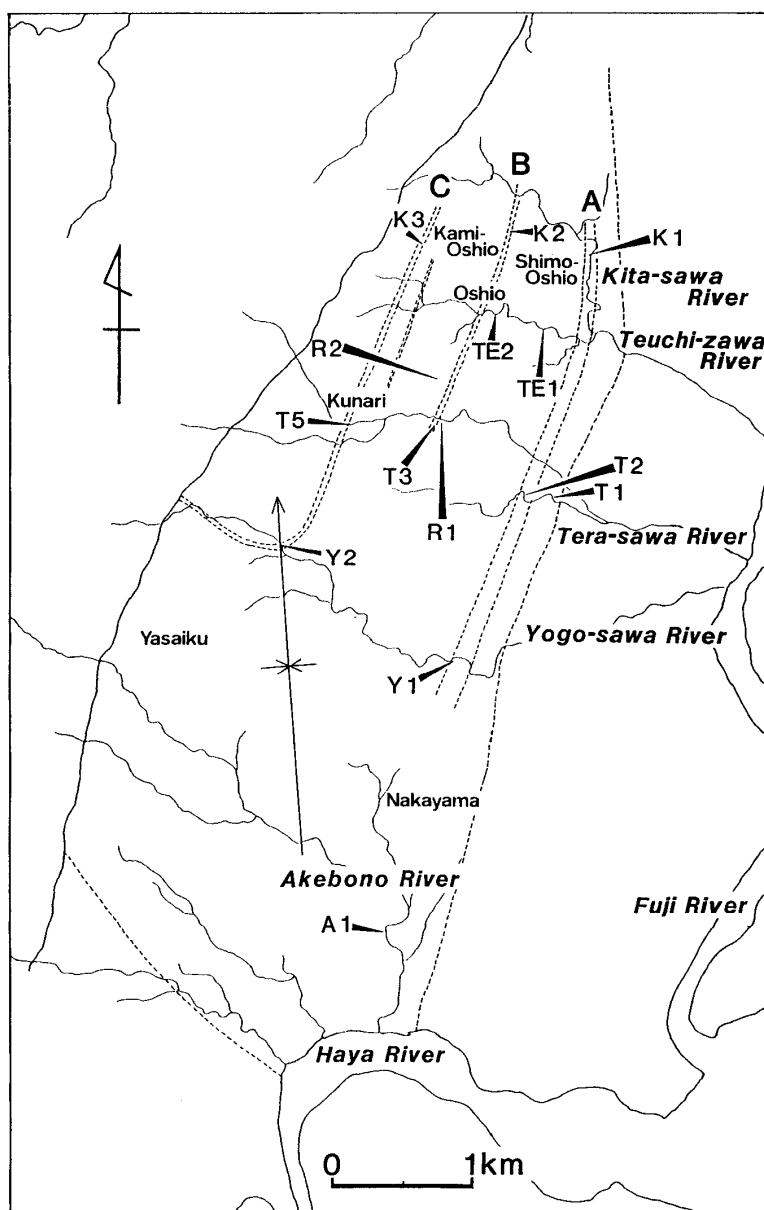 B
C
A
K3
Kami-
Oshio
K2
K1
Shimo-
Oshio
Kita-sawa
River
Oshio
Teuchi-zawa
River
R2
TE2
TE1
Kunari
T5
T3
T2
T1
R1
Tera-sawa River
Y2
Yasaiku
Yogo-sawa River
Y1
Nakayama
Akebono River
Fuji River
A1
Haya River
0 1km